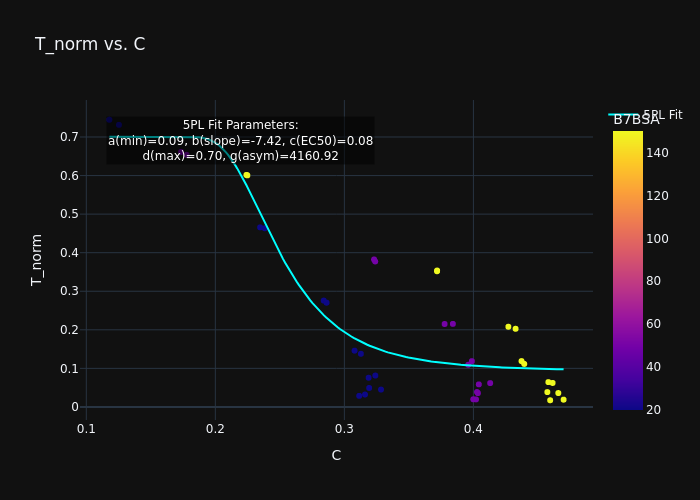 T_norm vs. C
5PL Fit
B7BSA
5PL Fit Parameters:
a(min)=0.09, b(slope)=-7.42, c(EC50)=0.08
d(max)=0.70, g(asym)=4160.92
0.7
0.6
0.5
0.4
0.3
0.2
0.1
0
T_norm
0.1
0.2
0.3
0.4
C
140
120
100
80
60
40
20